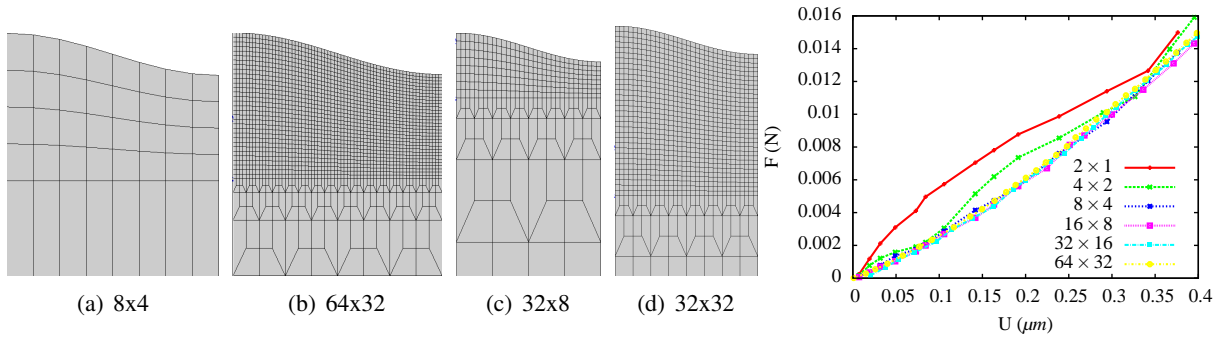 (a) 8x4
(b) 64x32
(c) 32x8
(d) 32x32
F (N)
0.016
0.014
0.012
0.01
0.008
0.006
0.004
0.002
0
2 × 1
4 × 2
8 × 4
16 × 8
32 × 16
64 × 32
0 0.05 0.1 0.15 0.2 0.25 0.3 0.35 0.4
U (μm)